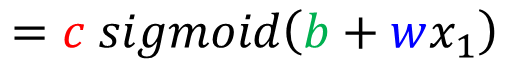 = c sigmoid(b + wx₁)